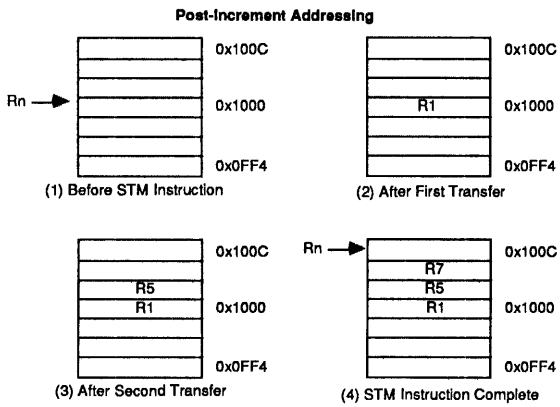 Post-Increment Addressing
0x100C
Rn
0x1000
0x0FF4
(1) Before STM Instruction
0x100C
R1
0x1000
0x0FF4
(2) After First Transfer
0x100C
R5
R1
0x1000
0x0FF4
(3) After Second Transfer
Rn
0x100C
R7
R5
R1
0x1000
0x0FF4
(4) STM Instruction Complete